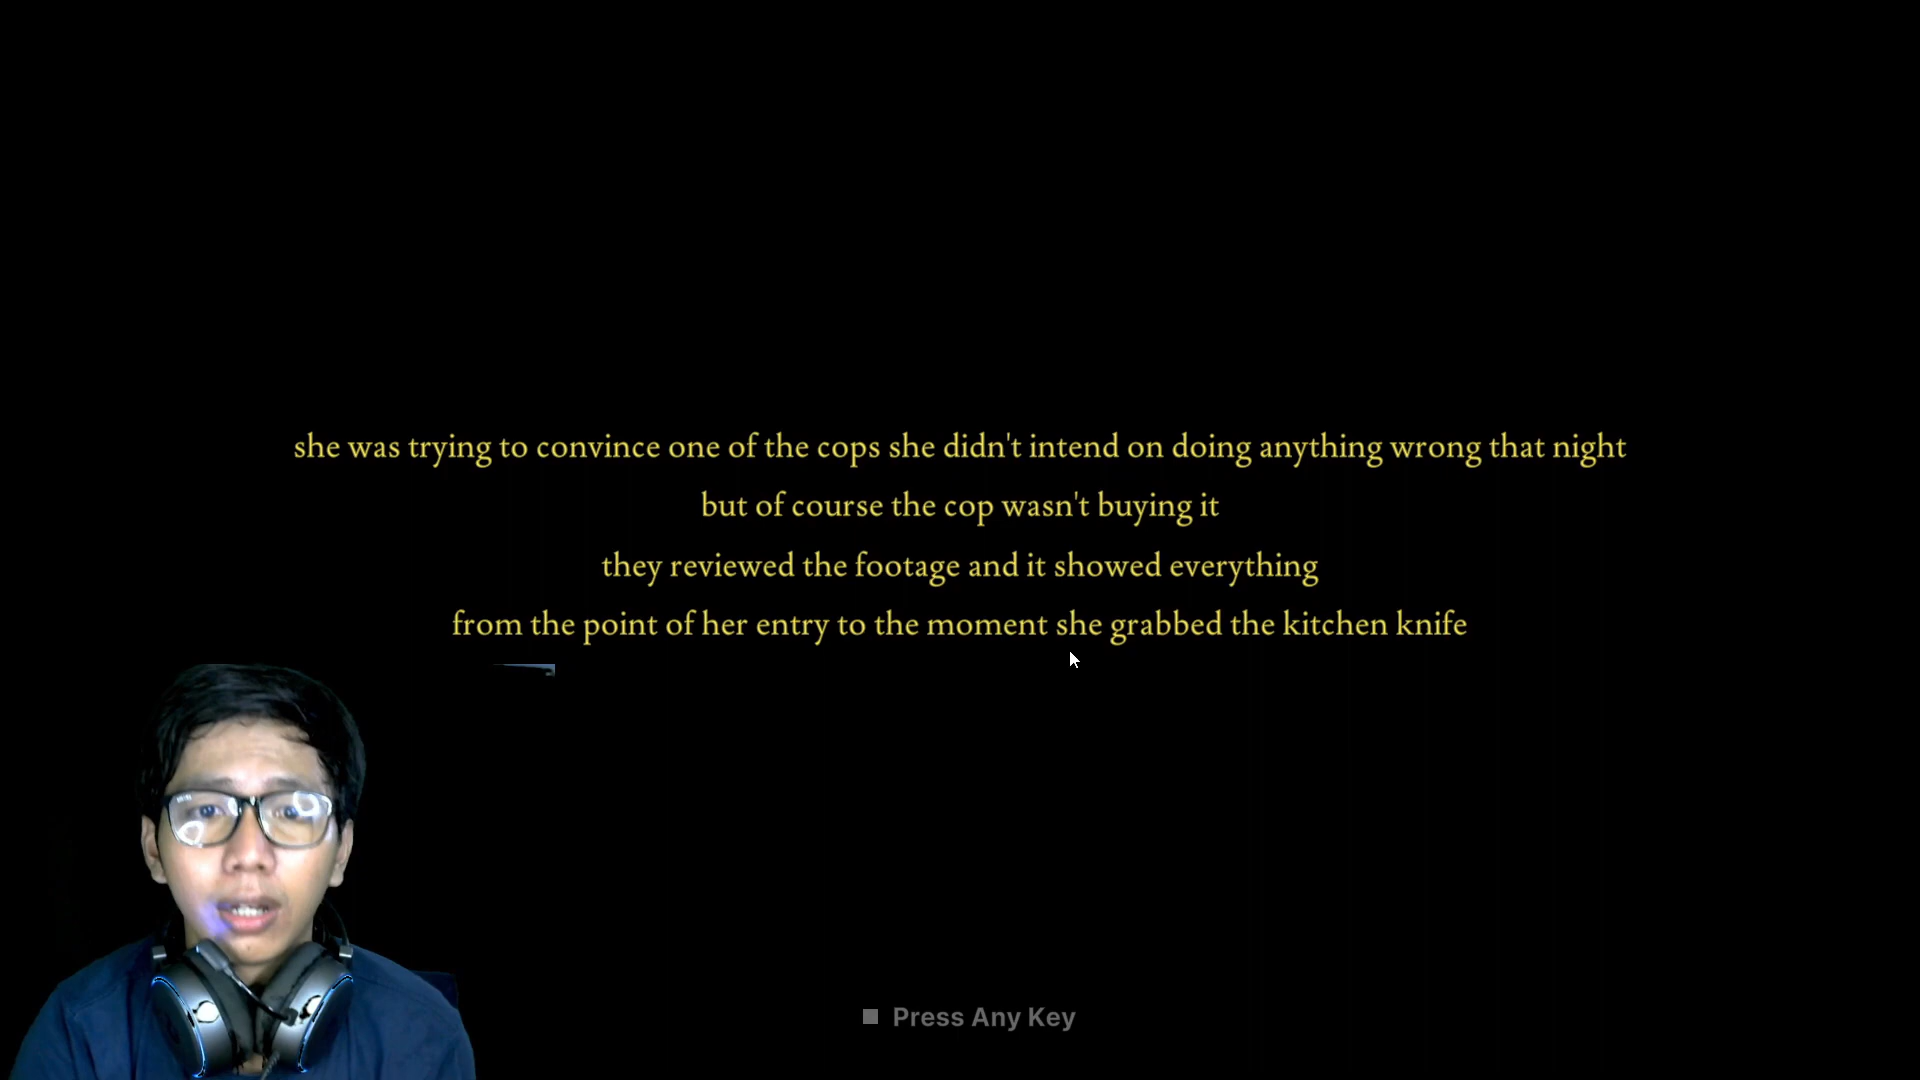 she was trying to convince one of the cops she didn't intend on doing anything wrong that night
but of course the cop wasn't buying it
they reviewed the footage and it showed everything
from the point of her entry to the moment she grabbed the kitchen knife
Press Any Key